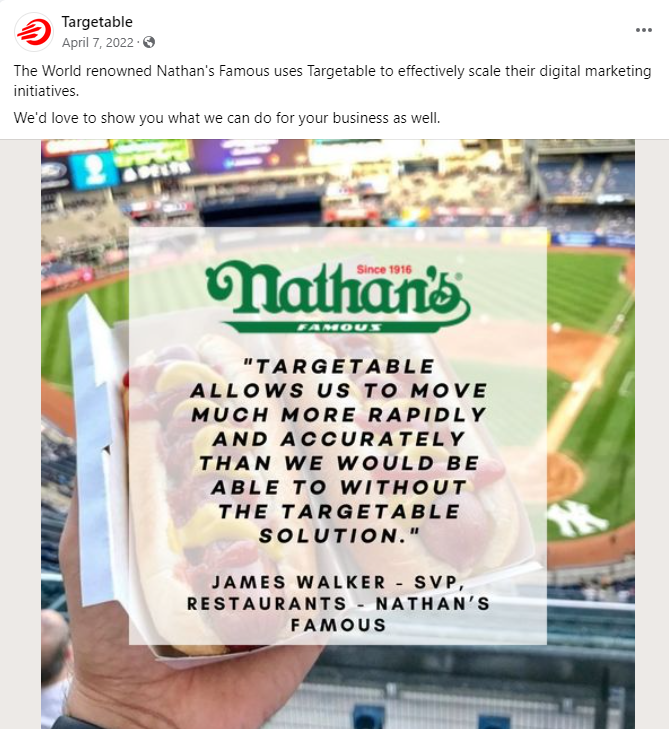 Targetable
April 7, 2022 ·
The World renowned Nathan's Famous uses Targetable to effectively scale their digital marketing
initiatives.
We'd love to show you what we can do for your business as well.
Ford
DELTA
Since 1916
Nathan's®
FAMOUS
"TARGETABLE
ALLOWS US TO MOVE
MUCH MORE RAPIDLY
AND ACCURATELY
THAN WE WOULD BE
ABLE TO WITHOUT
THE TARGETABLE
SOLUTION."
JAMES WALKER - SVP,
RESTAURANTS - NATHAN'S
FAMOUS
NY